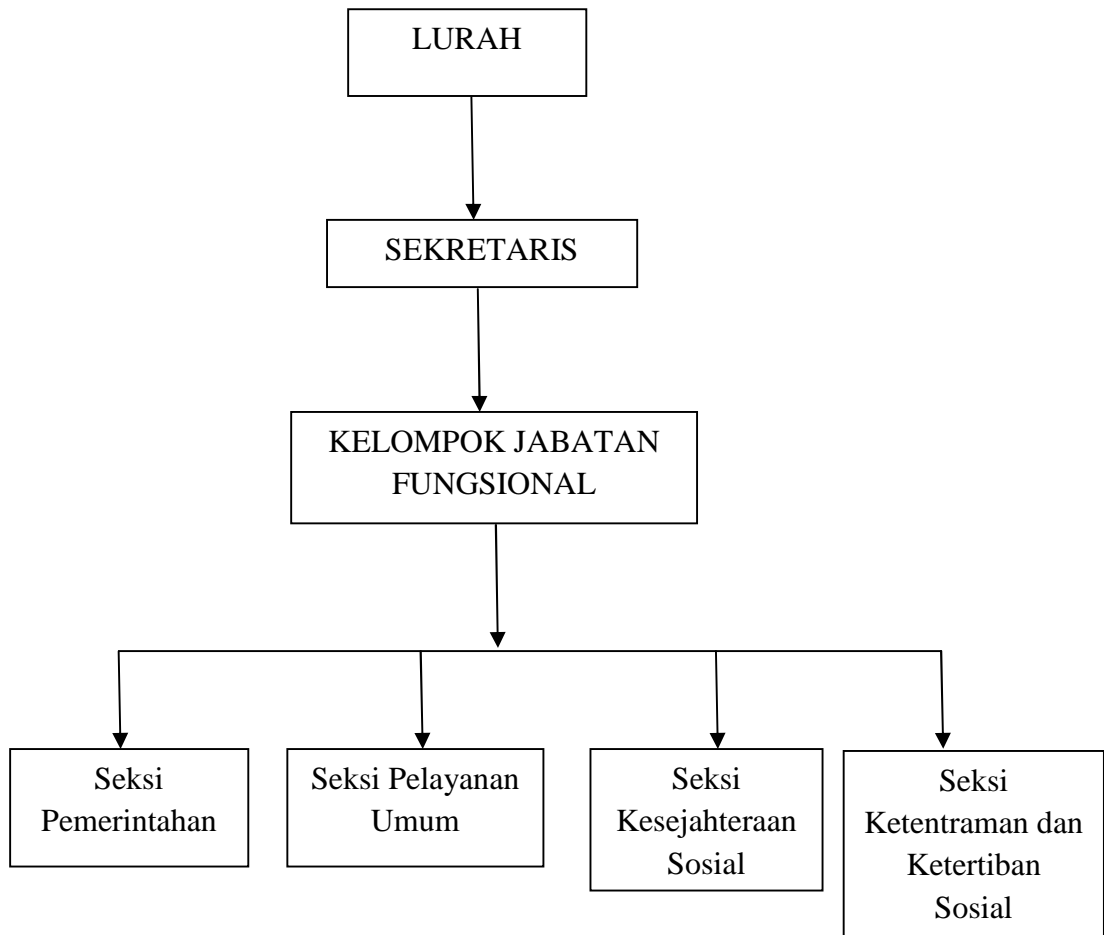 LURAH
SEKRETARIS
KELOMPOK JABATAN
FUNGSIONAL
Seksi
Pemerintahan
Seksi Pelayanan
Umum
Seksi
Kesejahteraan
Sosial
Seksi
Ketentraman dan
Ketertiban
Sosial